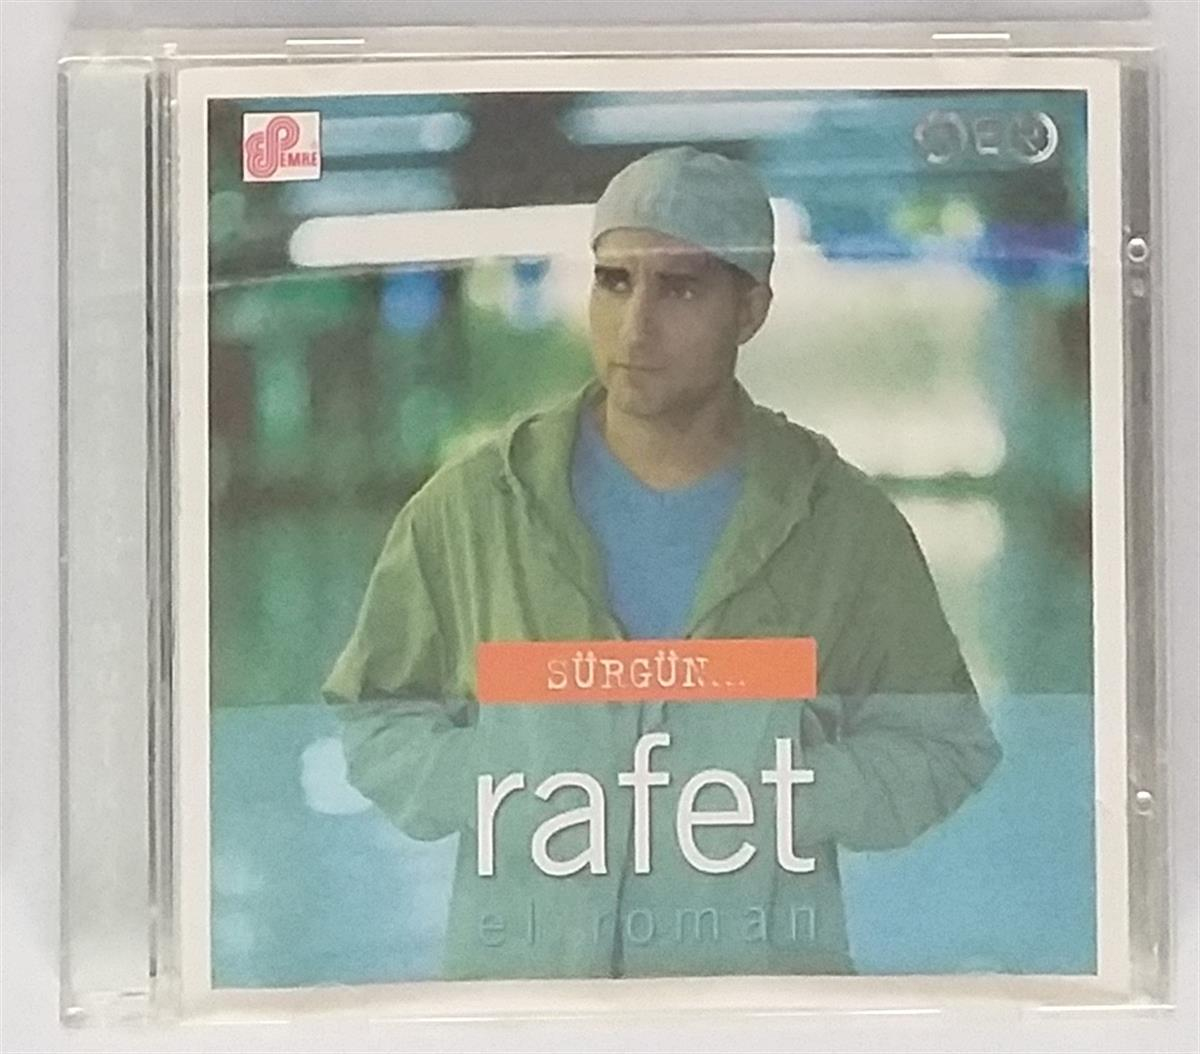 EMRE
SÜRGÜN...
rafet
el roman